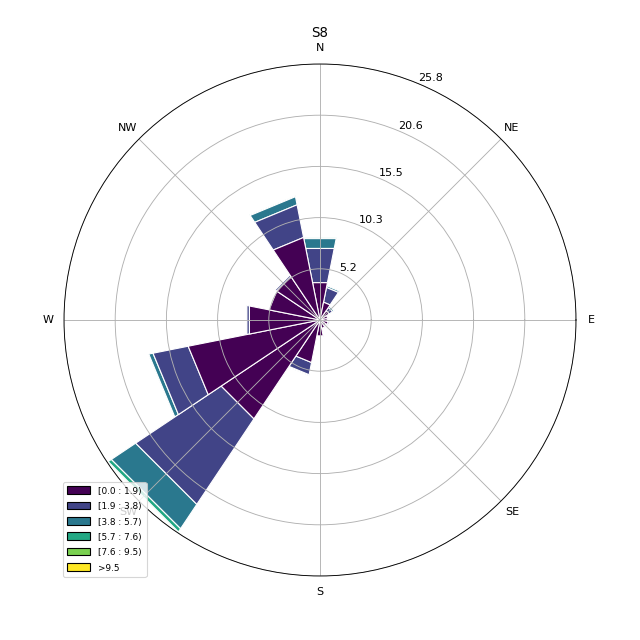 S8
N
25.8
NW
NE
20.6
15.5
10.3
5.2
W
E
[0.0 : 1.9)
[1.9 : 3.8)
SW
SE
[3.8 : 5.7)
[5.7 : 7.6)
[7.6 : 9.5)
>9.5
S